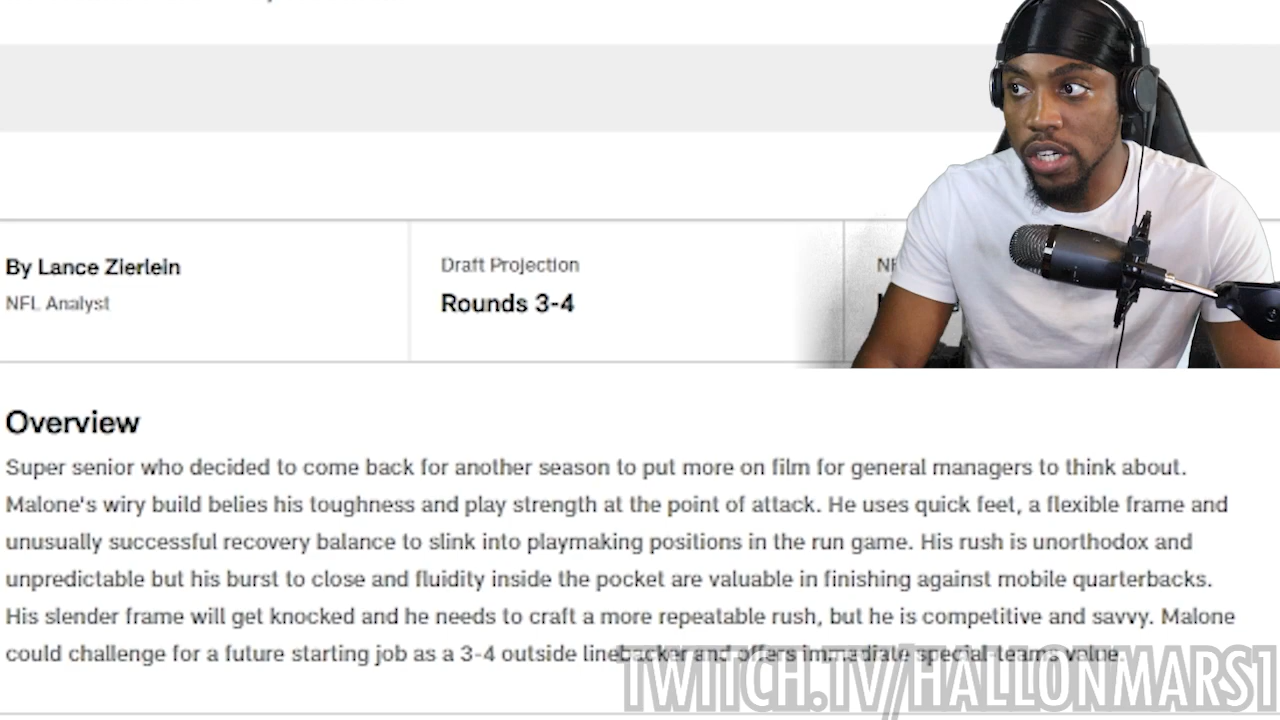 By Lance Zierlein
NFL Analyst
Draft Projection
Rounds 3-4
Overview
Super senior who decided to come back for another season to put more on film for general managers to think about.
Malone's wiry build belies his toughness and play strength at the point of attack. He uses quick feet, a flexible frame and
unusually successful recovery balance to slink into playmaking positions in the run game. His rush is unorthodox and
unpredictable but his burst to close and fluidity inside the pocket are valuable in finishing against mobile quarterbacks.
His slender frame will get knocked and he needs to craft a more repeatable rush, but he is competitive and savvy. Malone
could challenge for a future starting job as a 3-4 outside linebacker and offers immediate special-teams value.
TWITCH.TV/HALLONMARS1